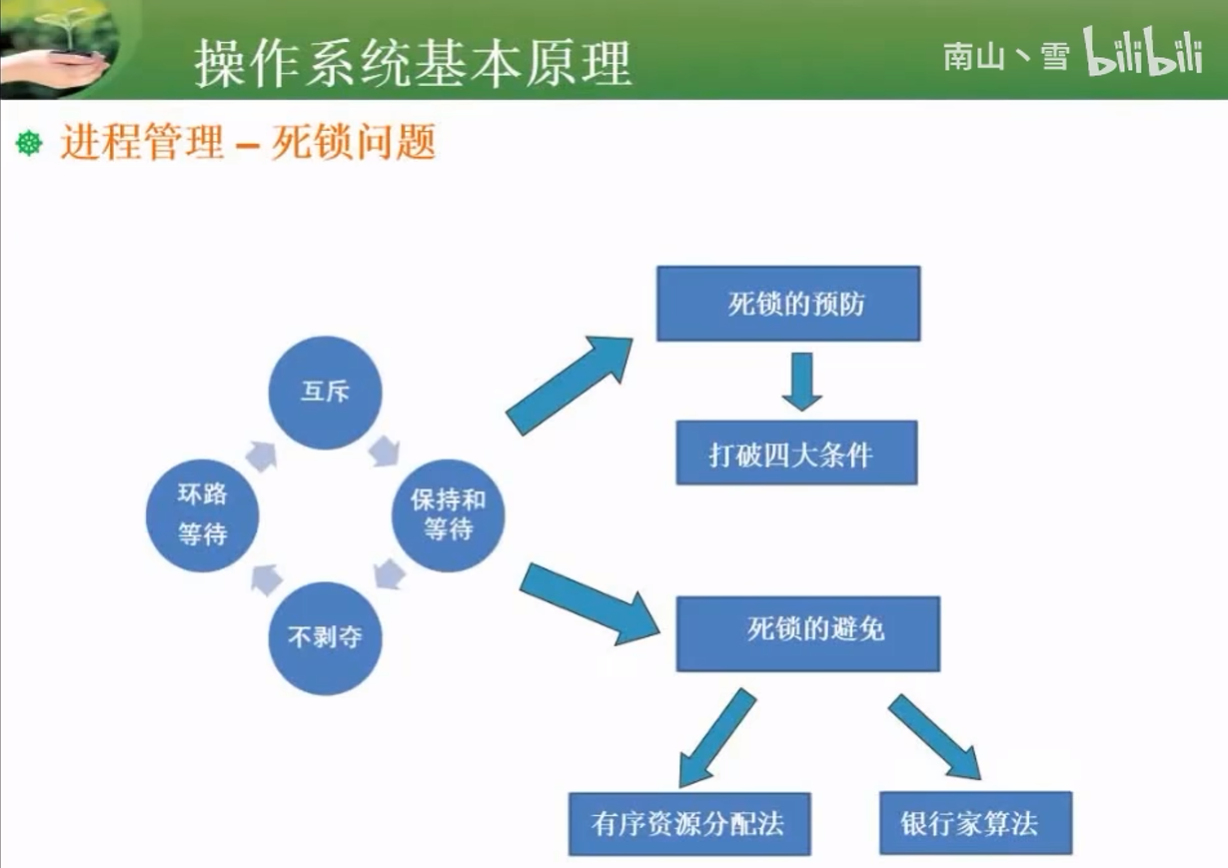 操作系统基本原理
南山丶雪 bilibili
进程管理 – 死锁问题
死锁的预防
互斥
打破四大条件
环路
等待
保持和
等待
不剥夺
死锁的避免
有序资源分配法
银行家算法